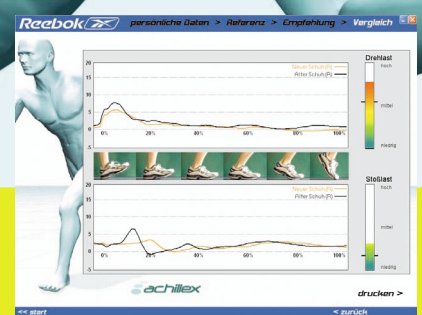 Reebok persönliche Daten > Referenz > Empfehlung > Vergleich
Drehlast
20
15
10
5
-5
Neuer Schuh (R)
Alter Schuh (R)
0% 20% 40% 60% 80% 100%
hoch
mittel
niedrig
Stoßlast
20
15
10
5
-5
Neuer Schuh (R)
Alter Schuh (R)
0% 20% 40% 60% 80% 100%
hoch
mittel
niedrig
achillex
drucken >
<< start
< zurück